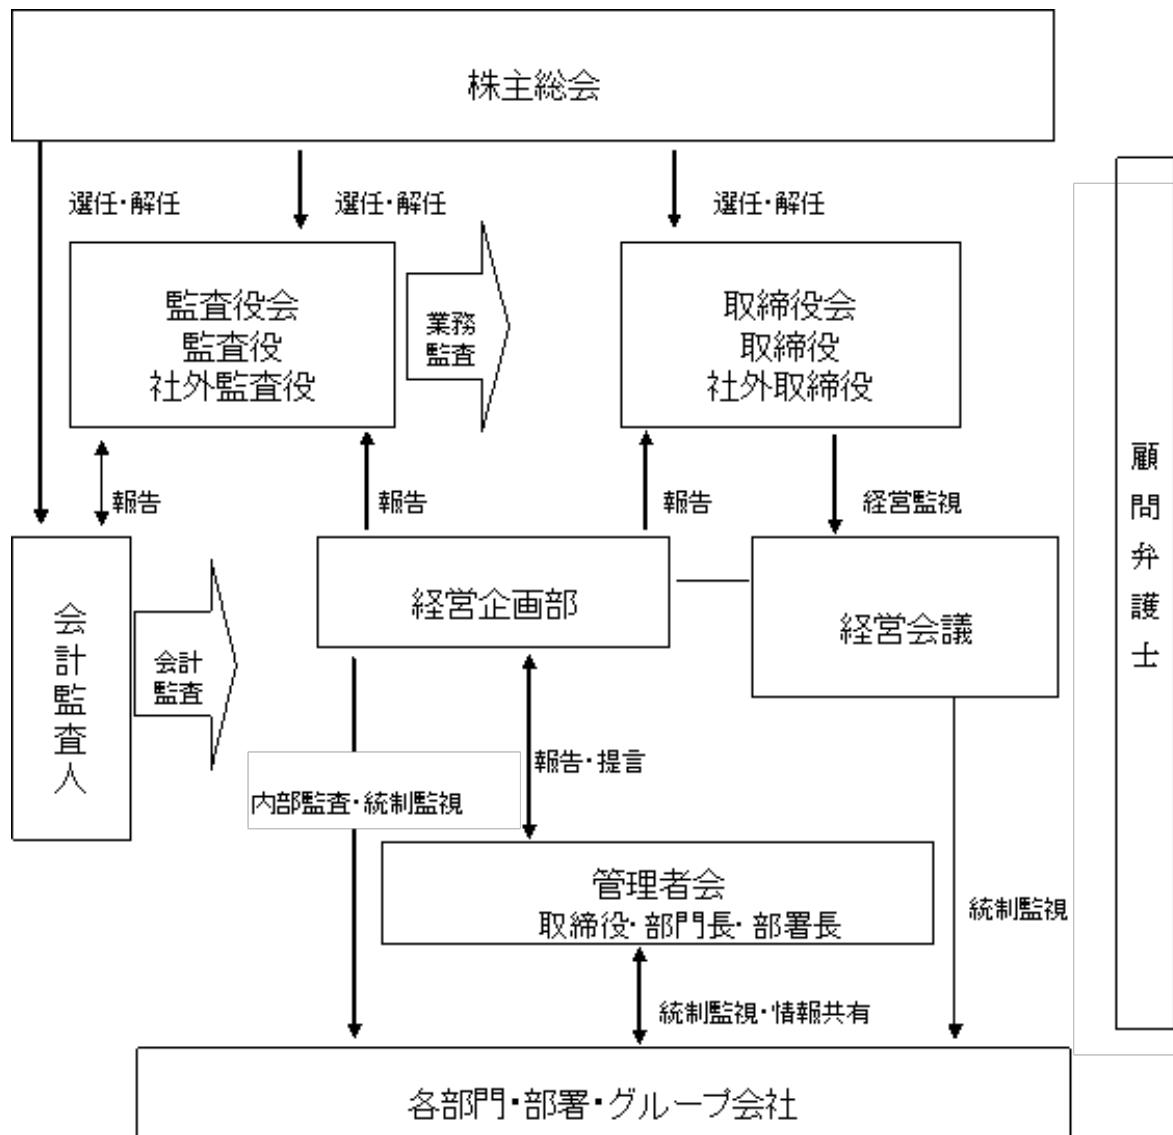 株主総会
選任・解任
選任・解任
選任・解任
監査役会
監査役
社外監査役
業務
監査
取締役会
取締役
社外取締役
報告
報告
報告
経営監視
顧問弁護士
会計監査人
会計
監査
経営企画部
経営会議
報告・提言
内部監査・統制監視
管理者会
取締役・部門長・部署長
統制監視
統制監視・情報共有
各部門・部署・グループ会社